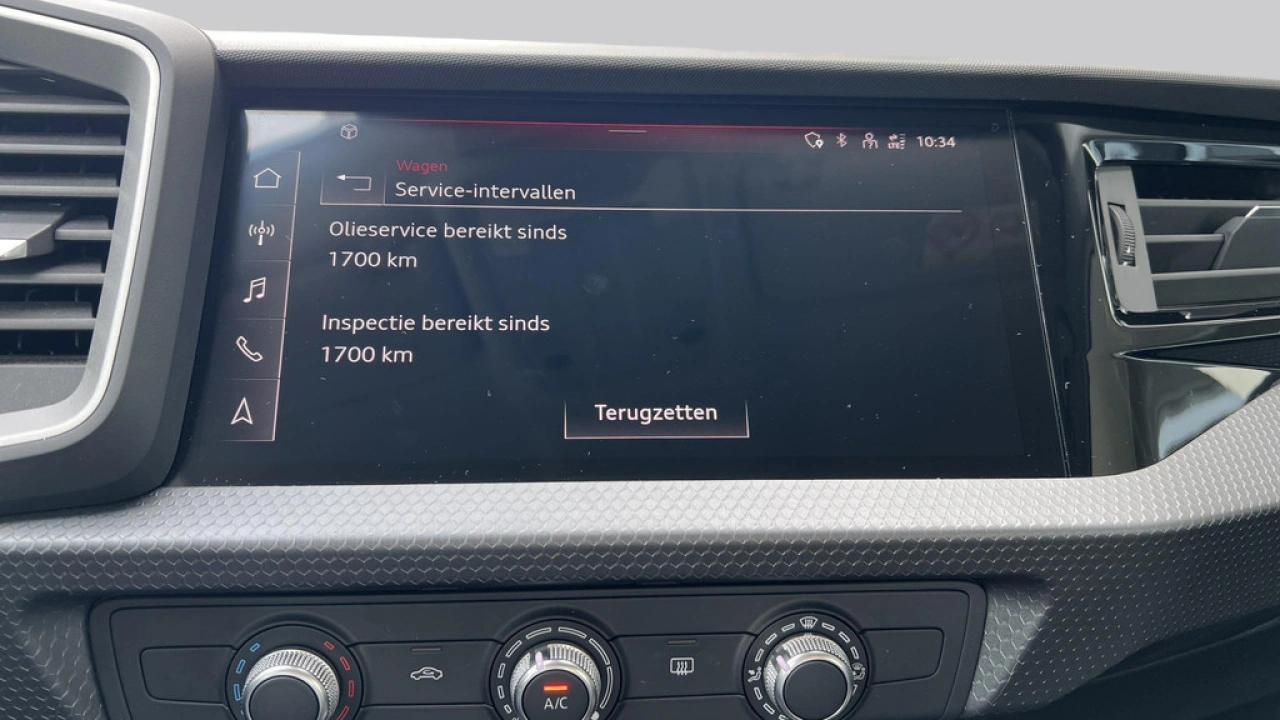 10:34
Wagen
Service-intervallen
Olieservice bereikt sinds
1700 km
Inspectie bereikt sinds
1700 km
Terugzetten
A/C